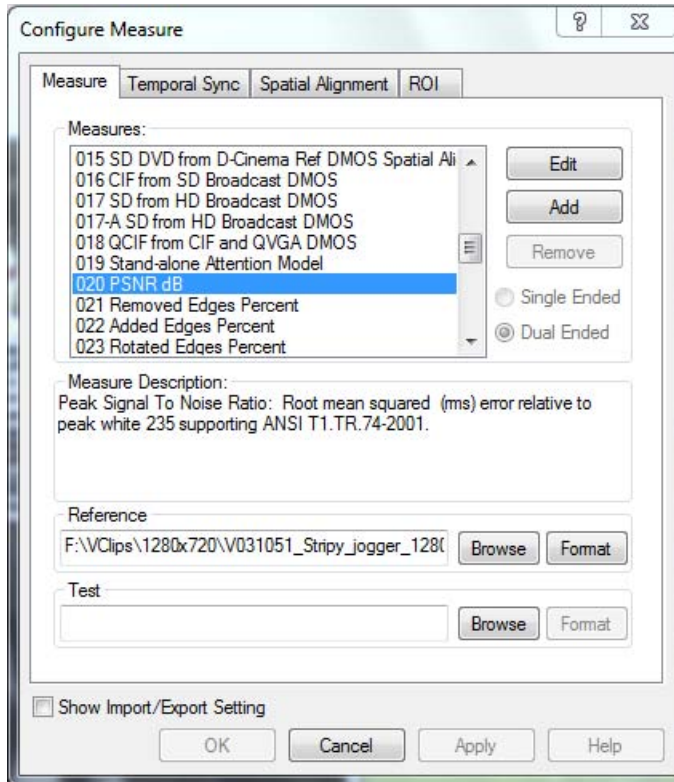 Configure Measure
Measure Temporal Sync Spatial Alignment ROI
Measures:
015 SD DVD from D-Cinema Ref DMOS Spatial Ali
016 CIF from SD Broadcast DMOS
017 SD from HD Broadcast DMOS
017-A SD from HD Broadcast DMOS
018 QCIF from CIF and QVGA DMOS
019 Stand-alone Attention Model
020 PSNR dB
021 Removed Edges Percent
022 Added Edges Percent
023 Rotated Edges Percent
Edit
Add
Remove
Single Ended
Dual Ended
Measure Description:
Peak Signal To Noise Ratio: Root mean squared (rms) error relative to
peak white 235 supporting ANSI T1.TR.74-2001.
Reference
F:\VClips\1280x720\V031051_Stripy_jogger_128(
Browse Format
Test
Browse Format
Show Import/Export Setting
OK Cancel Apply Help